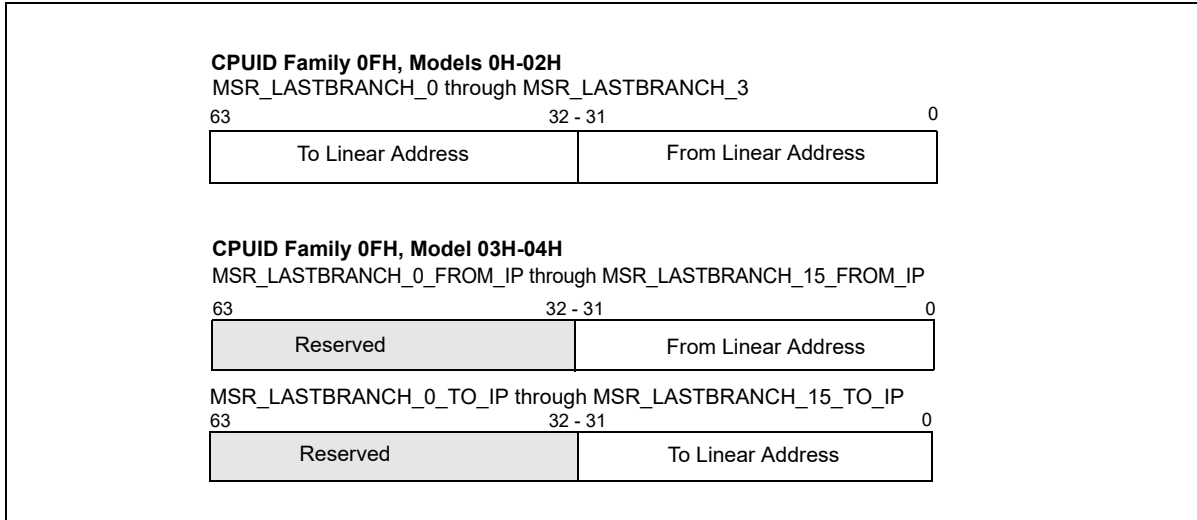 CPUID Family 0FH, Models 0H-02H
MSR_LASTBRANCH_0 through MSR_LASTBRANCH_3
63 32 - 31 0
To Linear Address From Linear Address
CPUID Family 0FH, Model 03H-04H
MSR_LASTBRANCH_0_FROM_IP through MSR_LASTBRANCH_15_FROM_IP
63 32 - 31 0
Reserved From Linear Address
MSR_LASTBRANCH_0_TO_IP through MSR_LASTBRANCH_15_TO_IP
63 32 - 31 0
Reserved To Linear Address